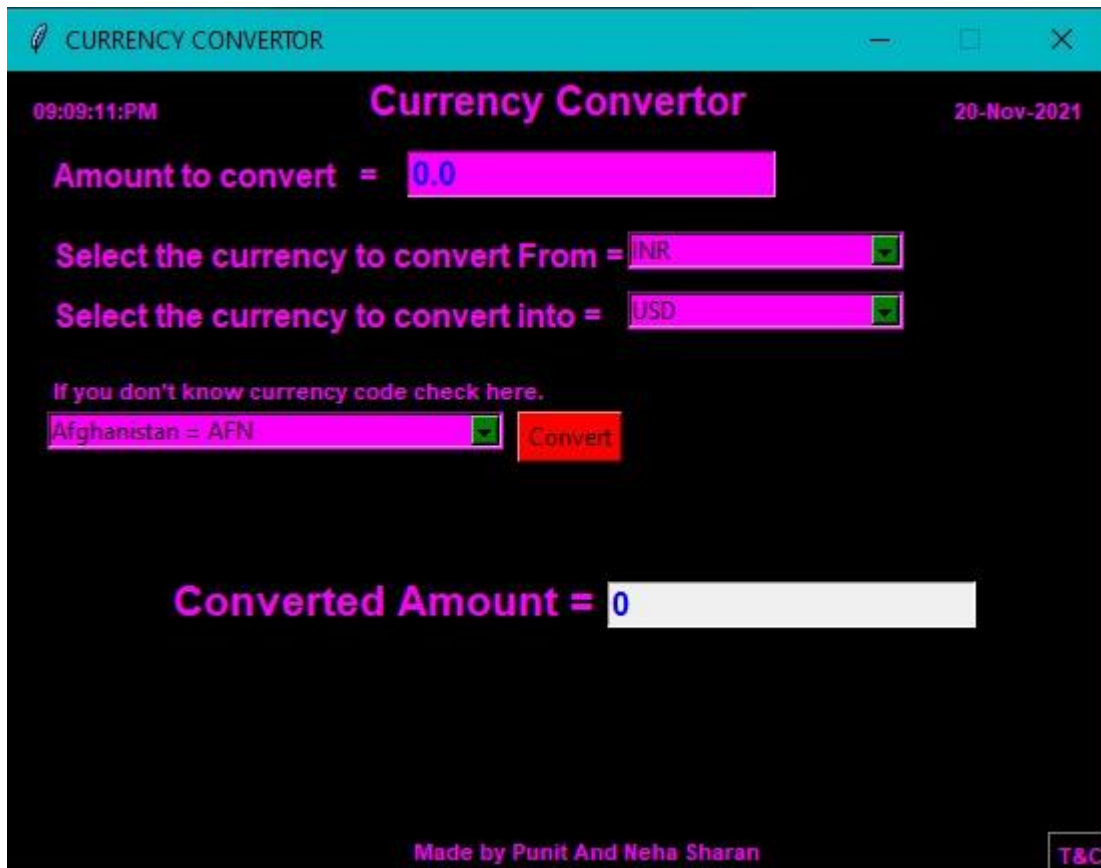 CURRENCY CONVERTOR
09:09:11:PM
Currency Convertor
20-Nov-2021
Amount to convert =
0.0
Select the currency to convert From =
INR
Select the currency to convert into =
USD
If you don't know currency code check here.
Afghanistan = AFN
Convert
Converted Amount =
0
Made by Punit And Neha Sharan
T&C